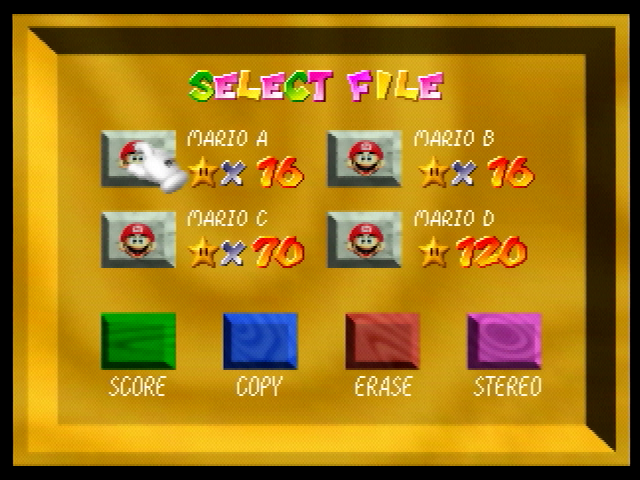 SELECT FILE
MARIO A
x 16
MARIO B
x 16
MARIO C
x 70
MARIO D
120
SCORE
COPY
ERASE
STEREO